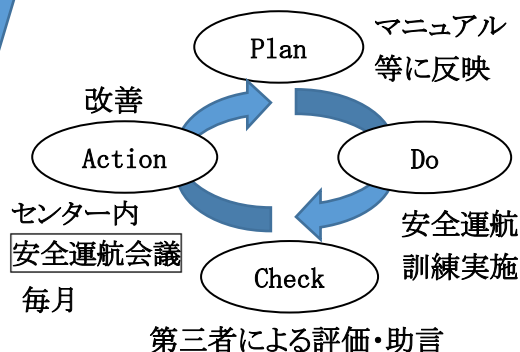 Plan
マニュアル
等に反映
改善
Action
Do
センター内
安全運航会議
毎月
安全運航
訓練実施
Check
第三者による評価・助言